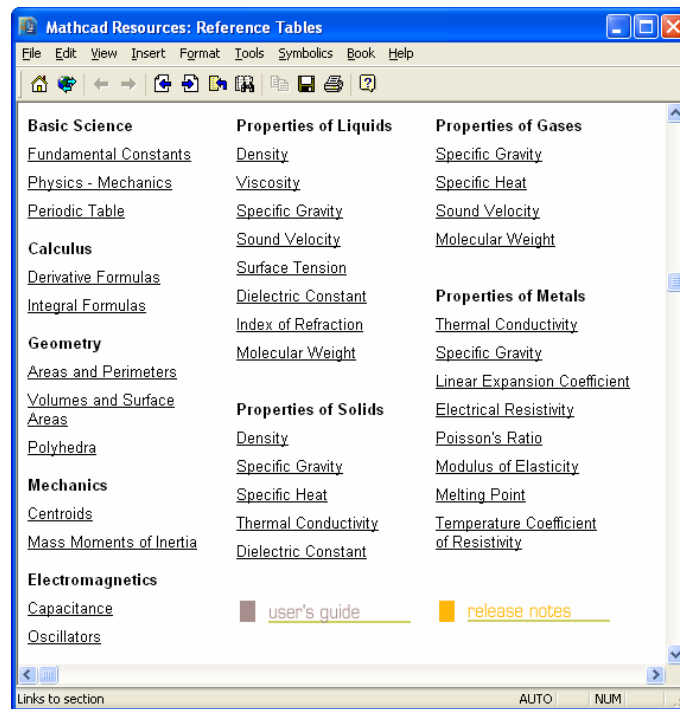 Mathcad Resources: Reference Tables
File Edit View Insert Format Tools Symbolics Book Help
Basic Science
Fundamental Constants
Physics - Mechanics
Periodic Table
Calculus
Derivative Formulas
Integral Formulas
Geometry
Areas and Perimeters
Volumes and Surface
Areas
Polyhedra
Mechanics
Centroids
Mass Moments of Inertia
Electromagnetics
Capacitance
Oscillators
Properties of Liquids
Density
Viscosity
Specific Gravity
Sound Velocity
Surface Tension
Dielectric Constant
Index of Refraction
Molecular Weight
Properties of Solids
Density
Specific Gravity
Specific Heat
Thermal Conductivity
Dielectric Constant
user's guide
Properties of Gases
Specific Gravity
Specific Heat
Sound Velocity
Molecular Weight
Properties of Metals
Thermal Conductivity
Specific Gravity
Linear Expansion Coefficient
Electrical Resistivity
Poisson's Ratio
Modulus of Elasticity
Melting Point
Temperature Coefficient
of Resistivity
release notes
Links to section AUTO NUM